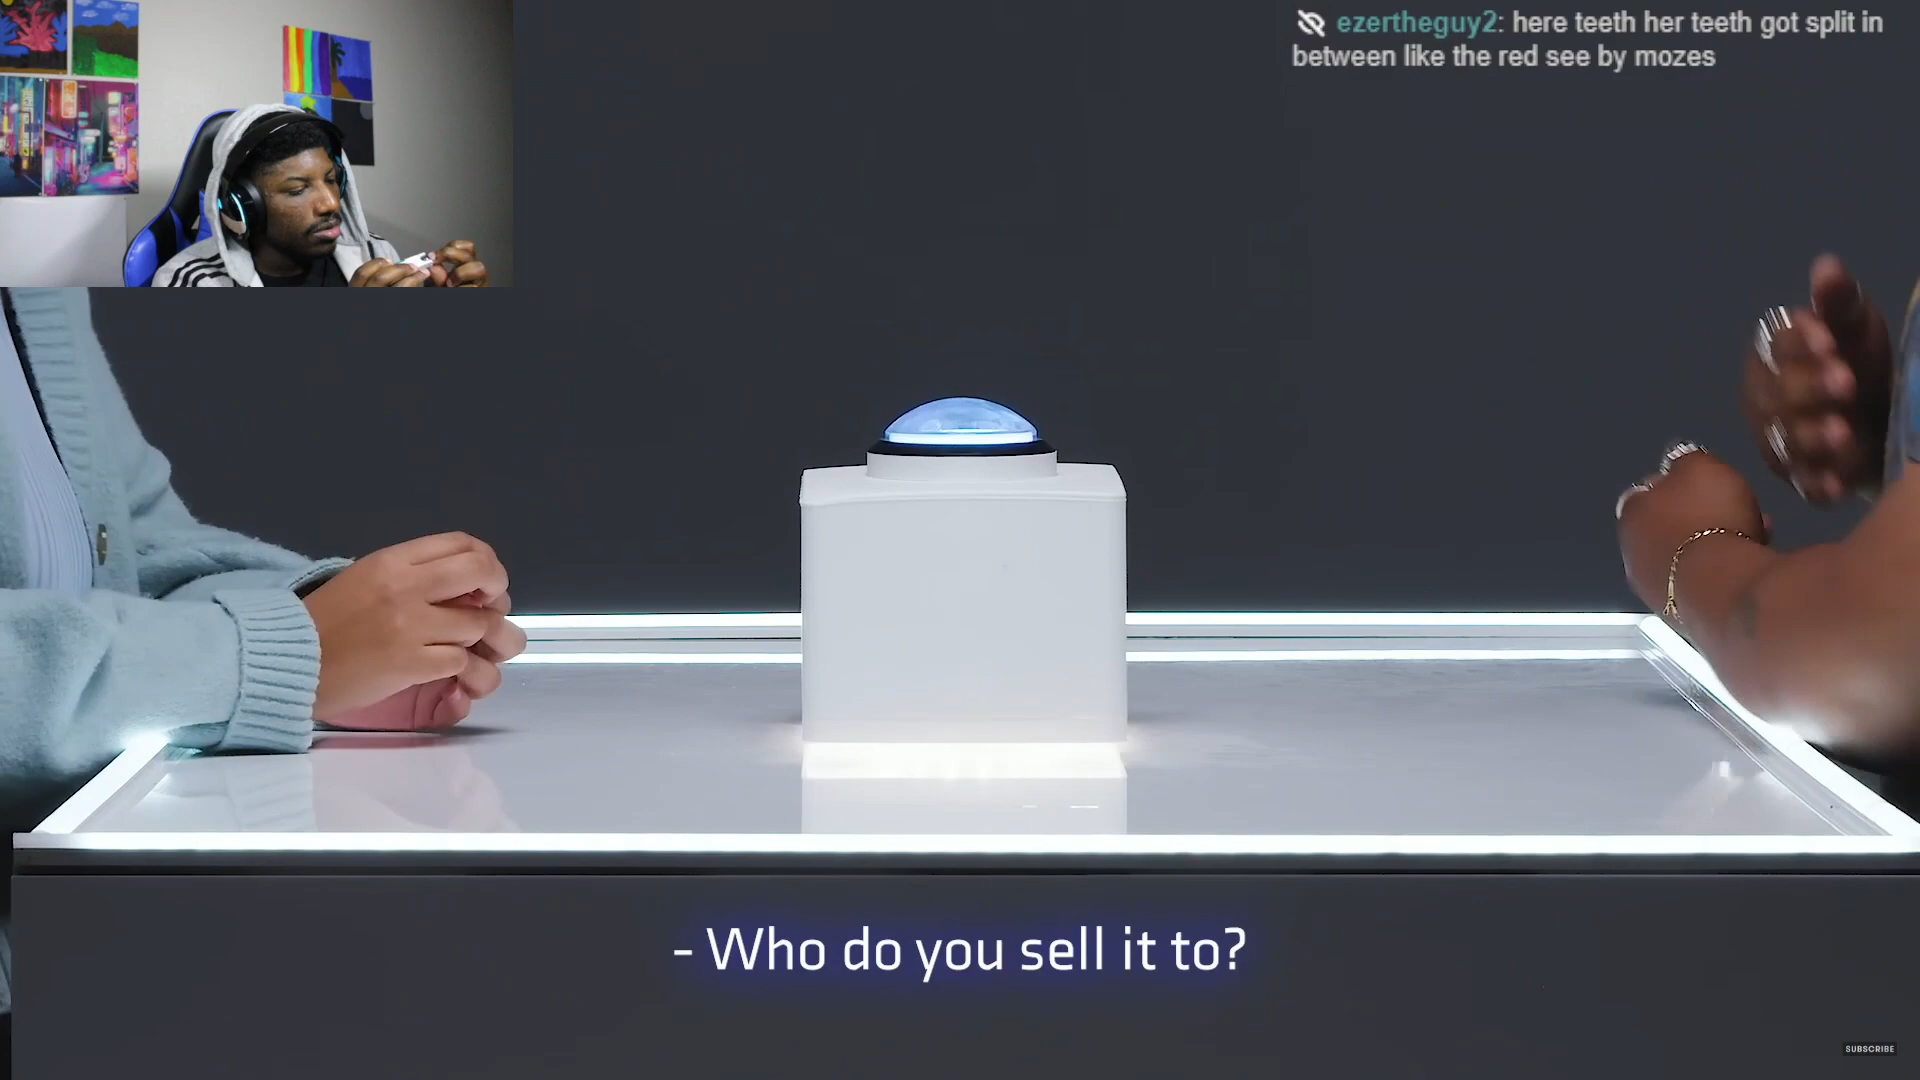 ezertheguy2: here teeth her teeth got split in
between like the red see by mozes
- Who do you sell it to?
SUBSCRIBE